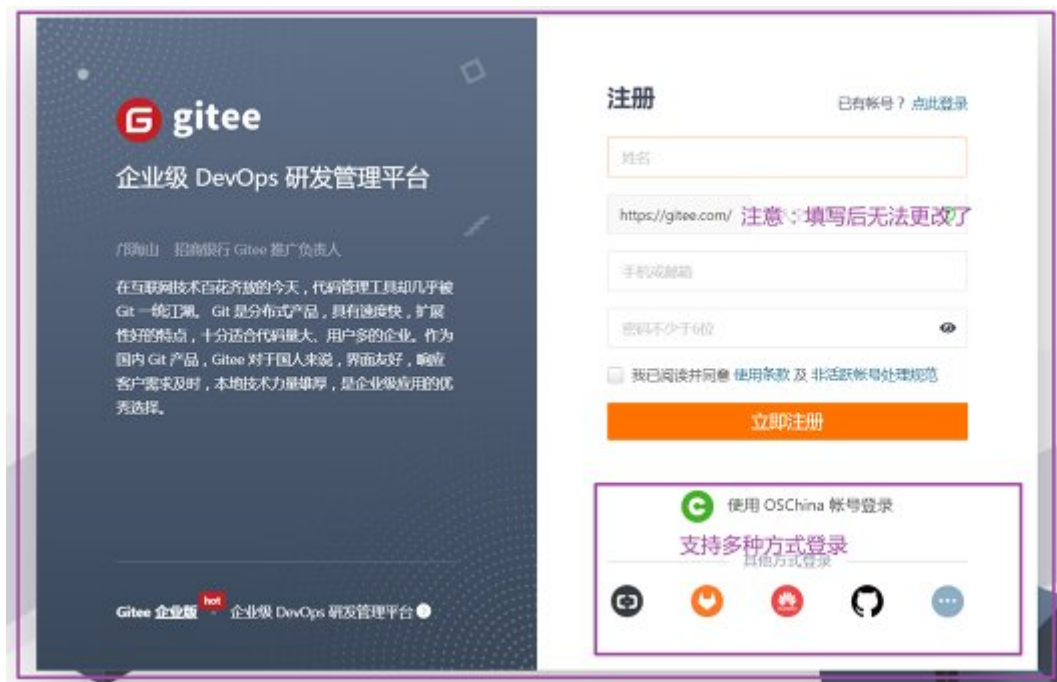 gitee
企业级 DevOps 研发管理平台
招商银行 Gitee 推广负责人
在互联网技术百花齐放的今天，代码管理工具却几乎被
Git 一统江湖。 Git 是分布式产品，具有速度快，扩展
性好的特点，十分适合代码量大、用户多的企业。作为
国内 Git 产品，Gitee 对于国人来说，界面友好，响应
客户需求及时，本地技术力量雄厚，是企业级应用的优
秀选择。
Gitee 企业版 hot - 企业级 DevOps 研发管理平台
注册
已有帐号？ 点此登录
姓名
https://gitee.com/ 注意：填写后无法更改了
手机或邮箱
密码不少于6位
我已阅读并同意 使用条款 及 非活跃帐号处理规范
立即注册
使用 OSChina 帐号登录
支持多种方式登录
其他方式登录